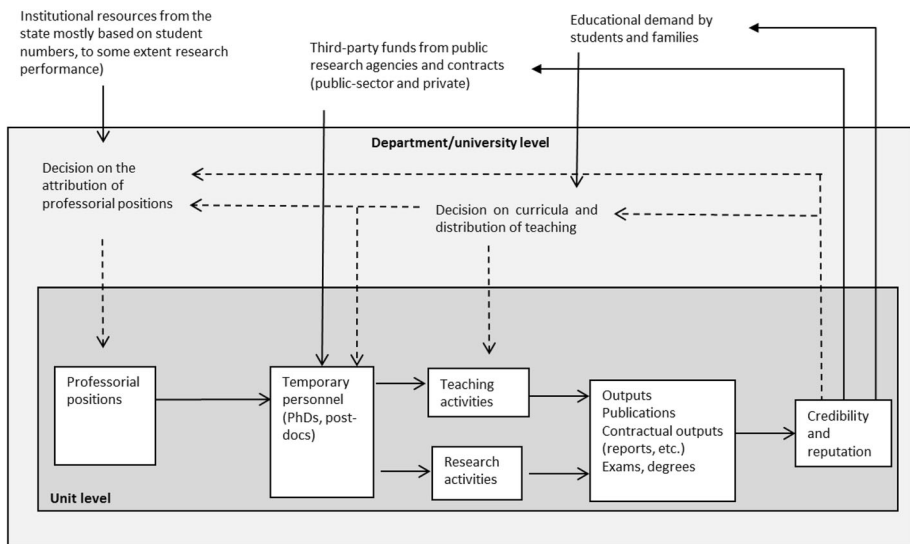 Institutional resources from the
state mostly based on student
numbers, to some extent research
performance)
Third-party funds from public
research agencies and contracts
(public-sector and private)
Educational demand by
students and families
Department/university level
Decision on the
attribution of
professorial positions
Decision on curricula and
distribution of teaching
Professorial
positions
Temporary
personnel
(PhDs, post-
docs)
Teaching
activities
Research
activities
Outputs
Publications
Contractual outputs
(reports, etc.)
Exams, degrees
Credibility
and
reputation
Unit level